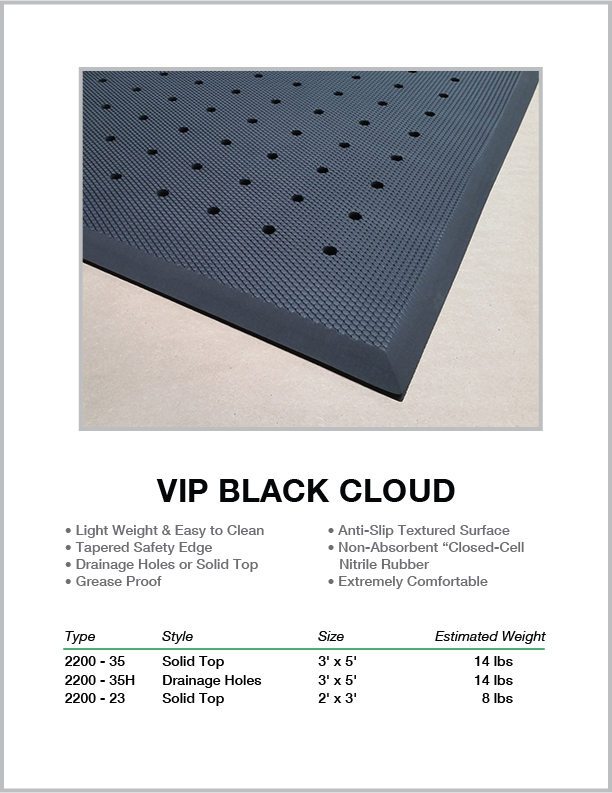 VIP BLACK CLOUD
• Light Weight & Easy to Clean
• Tapered Safety Edge
• Drainage Holes or Solid Top
• Grease Proof
• Anti-Slip Textured Surface
• Non-Absorbent “Closed-Cell
Nitrile Rubber
• Extremely Comfortable
Type Style Size Estimated Weight
2200 - 35 Solid Top 3' x 5' 14 lbs
2200 - 35H Drainage Holes 3' x 5' 14 lbs
2200 - 23 Solid Top 2' x 3' 8 lbs